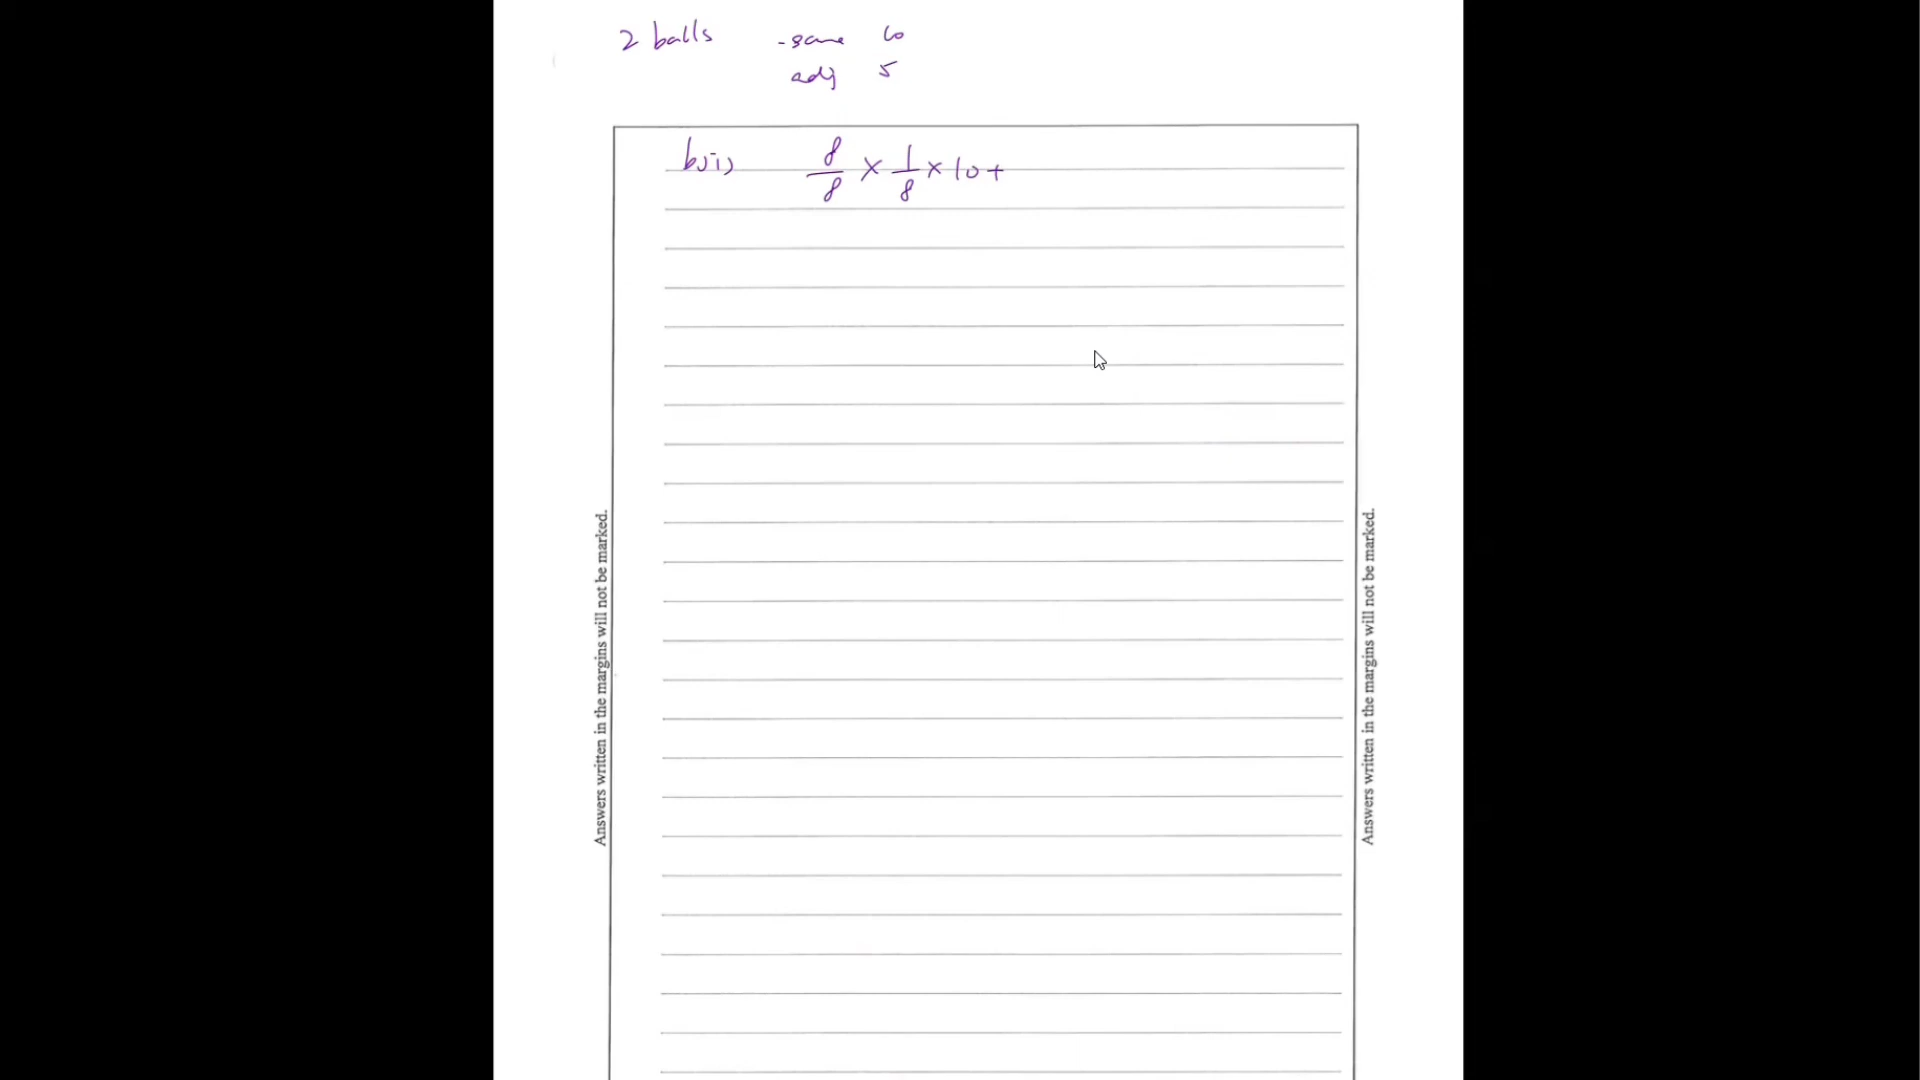 2 balls - same 10
adj 5
b)i) 8/8 × 1/8 × 10 +
Answers written in the margins will not be marked.
Answers written in the margins will not be marked.